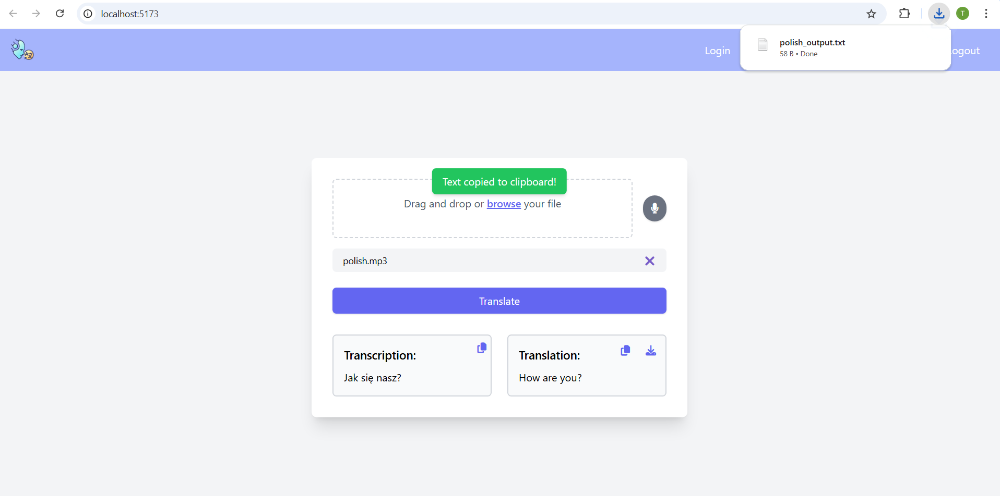 localhost:5173
T
polish_output.txt
58 B • Done
Login
Logout
Text copied to clipboard!
Drag and drop or browse your file
polish.mp3
Translate
Transcription:
Jak się nasz?
Translation:
How are you?